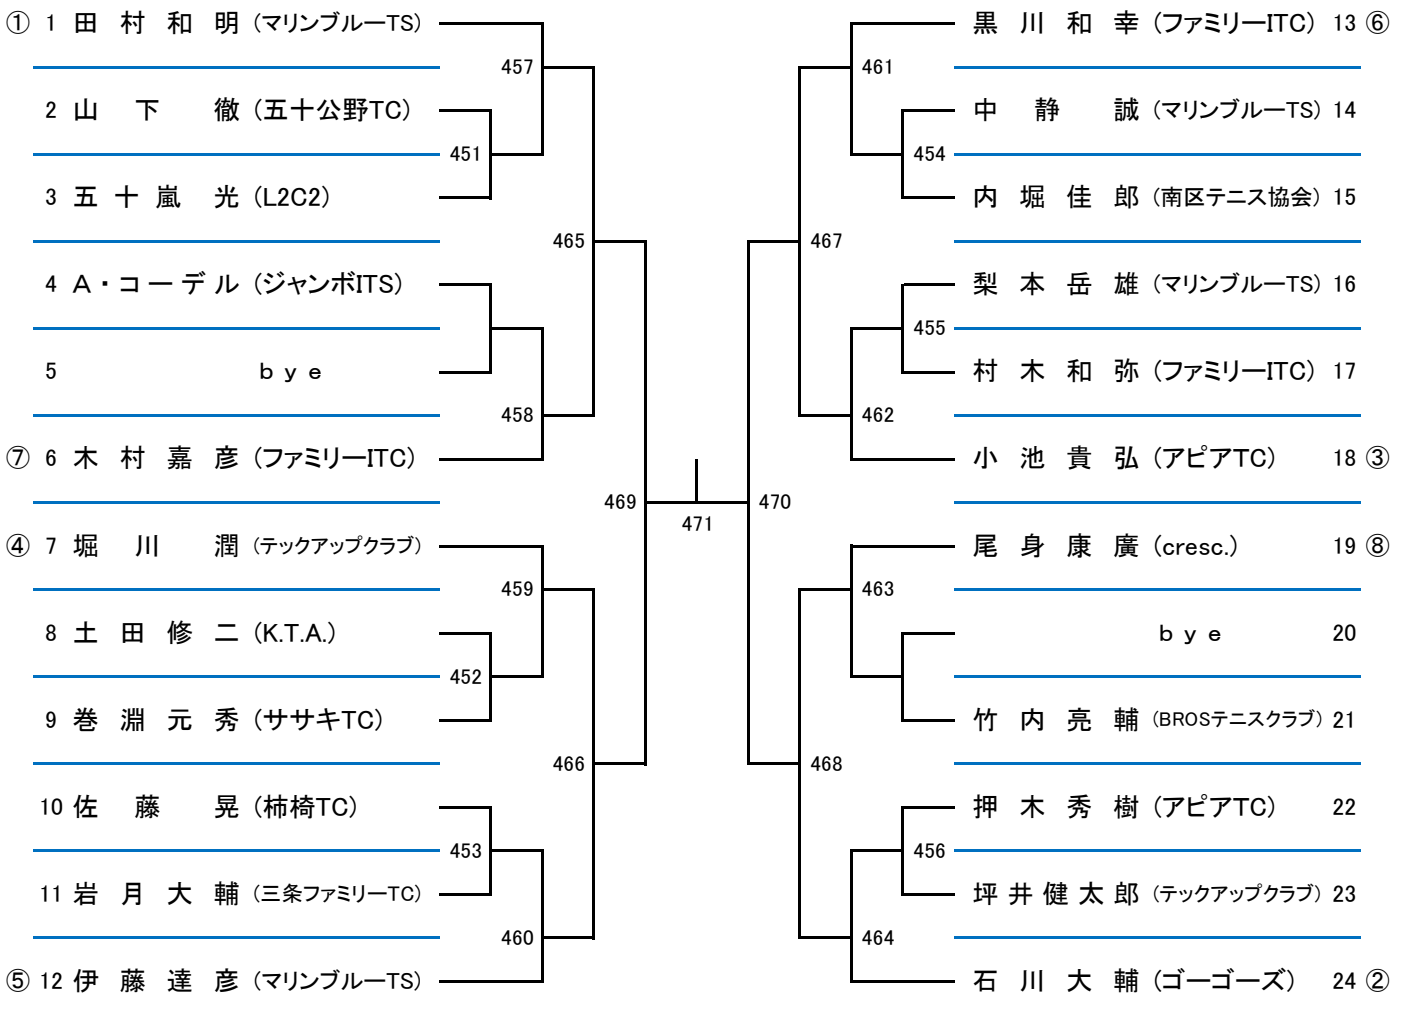 ① 1 田村和明 (マリンブルーTS)
457
2 山下徹 (五十公野TC)
451
3 五十嵐光 (L2C2)
465
4 A・コーデル (ジャンボITS)
5 bye
458
⑦ 6 木村嘉彦 (ファミリーITC)
469
④ 7 堀川潤 (テックアップクラブ)
459
8 土田修二 (K.T.A.)
452
9 巻淵元秀 (ササキTC)
466
10 佐藤晃 (柿椅TC)
453
11 岩月大輔 (三条ファミリーTC)
460
⑤ 12 伊藤達彦 (マリンブルーTS)
471
黒川和幸 (ファミリーITC) 13 ⑥
461
中静誠 (マリンブルーTS) 14
454
内堀佳郎 (南区テニス協会) 15
467
梨本岳雄 (マリンブルーTS) 16
455
村木和弥 (ファミリーITC) 17
462
小池貴弘 (アピアTC) 18 ③
470
尾身康廣 (cresc.) 19 ⑧
463
bye 20
竹内亮輔 (BROSテニスクラブ) 21
468
押木秀樹 (アピアTC) 22
456
坪井健太郎 (テックアップクラブ) 23
464
石川大輔 (ゴーゴーズ) 24 ②